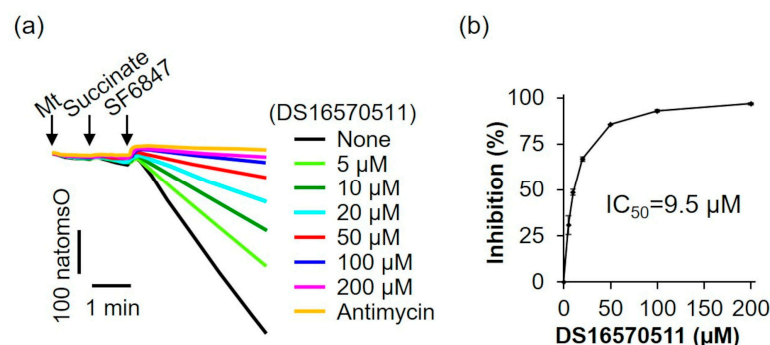 (a)
Mt
Succinate
SF6847
100 natomsO
1 min
(DS16570511)
None
5 µM
10 µM
20 µM
50 µM
100 µM
200 µM
Antimycin
(b)
Inhibition (%)
100
75
50
25
0
IC50=9.5 µM
0 50 100 150 200
DS16570511 (µM)